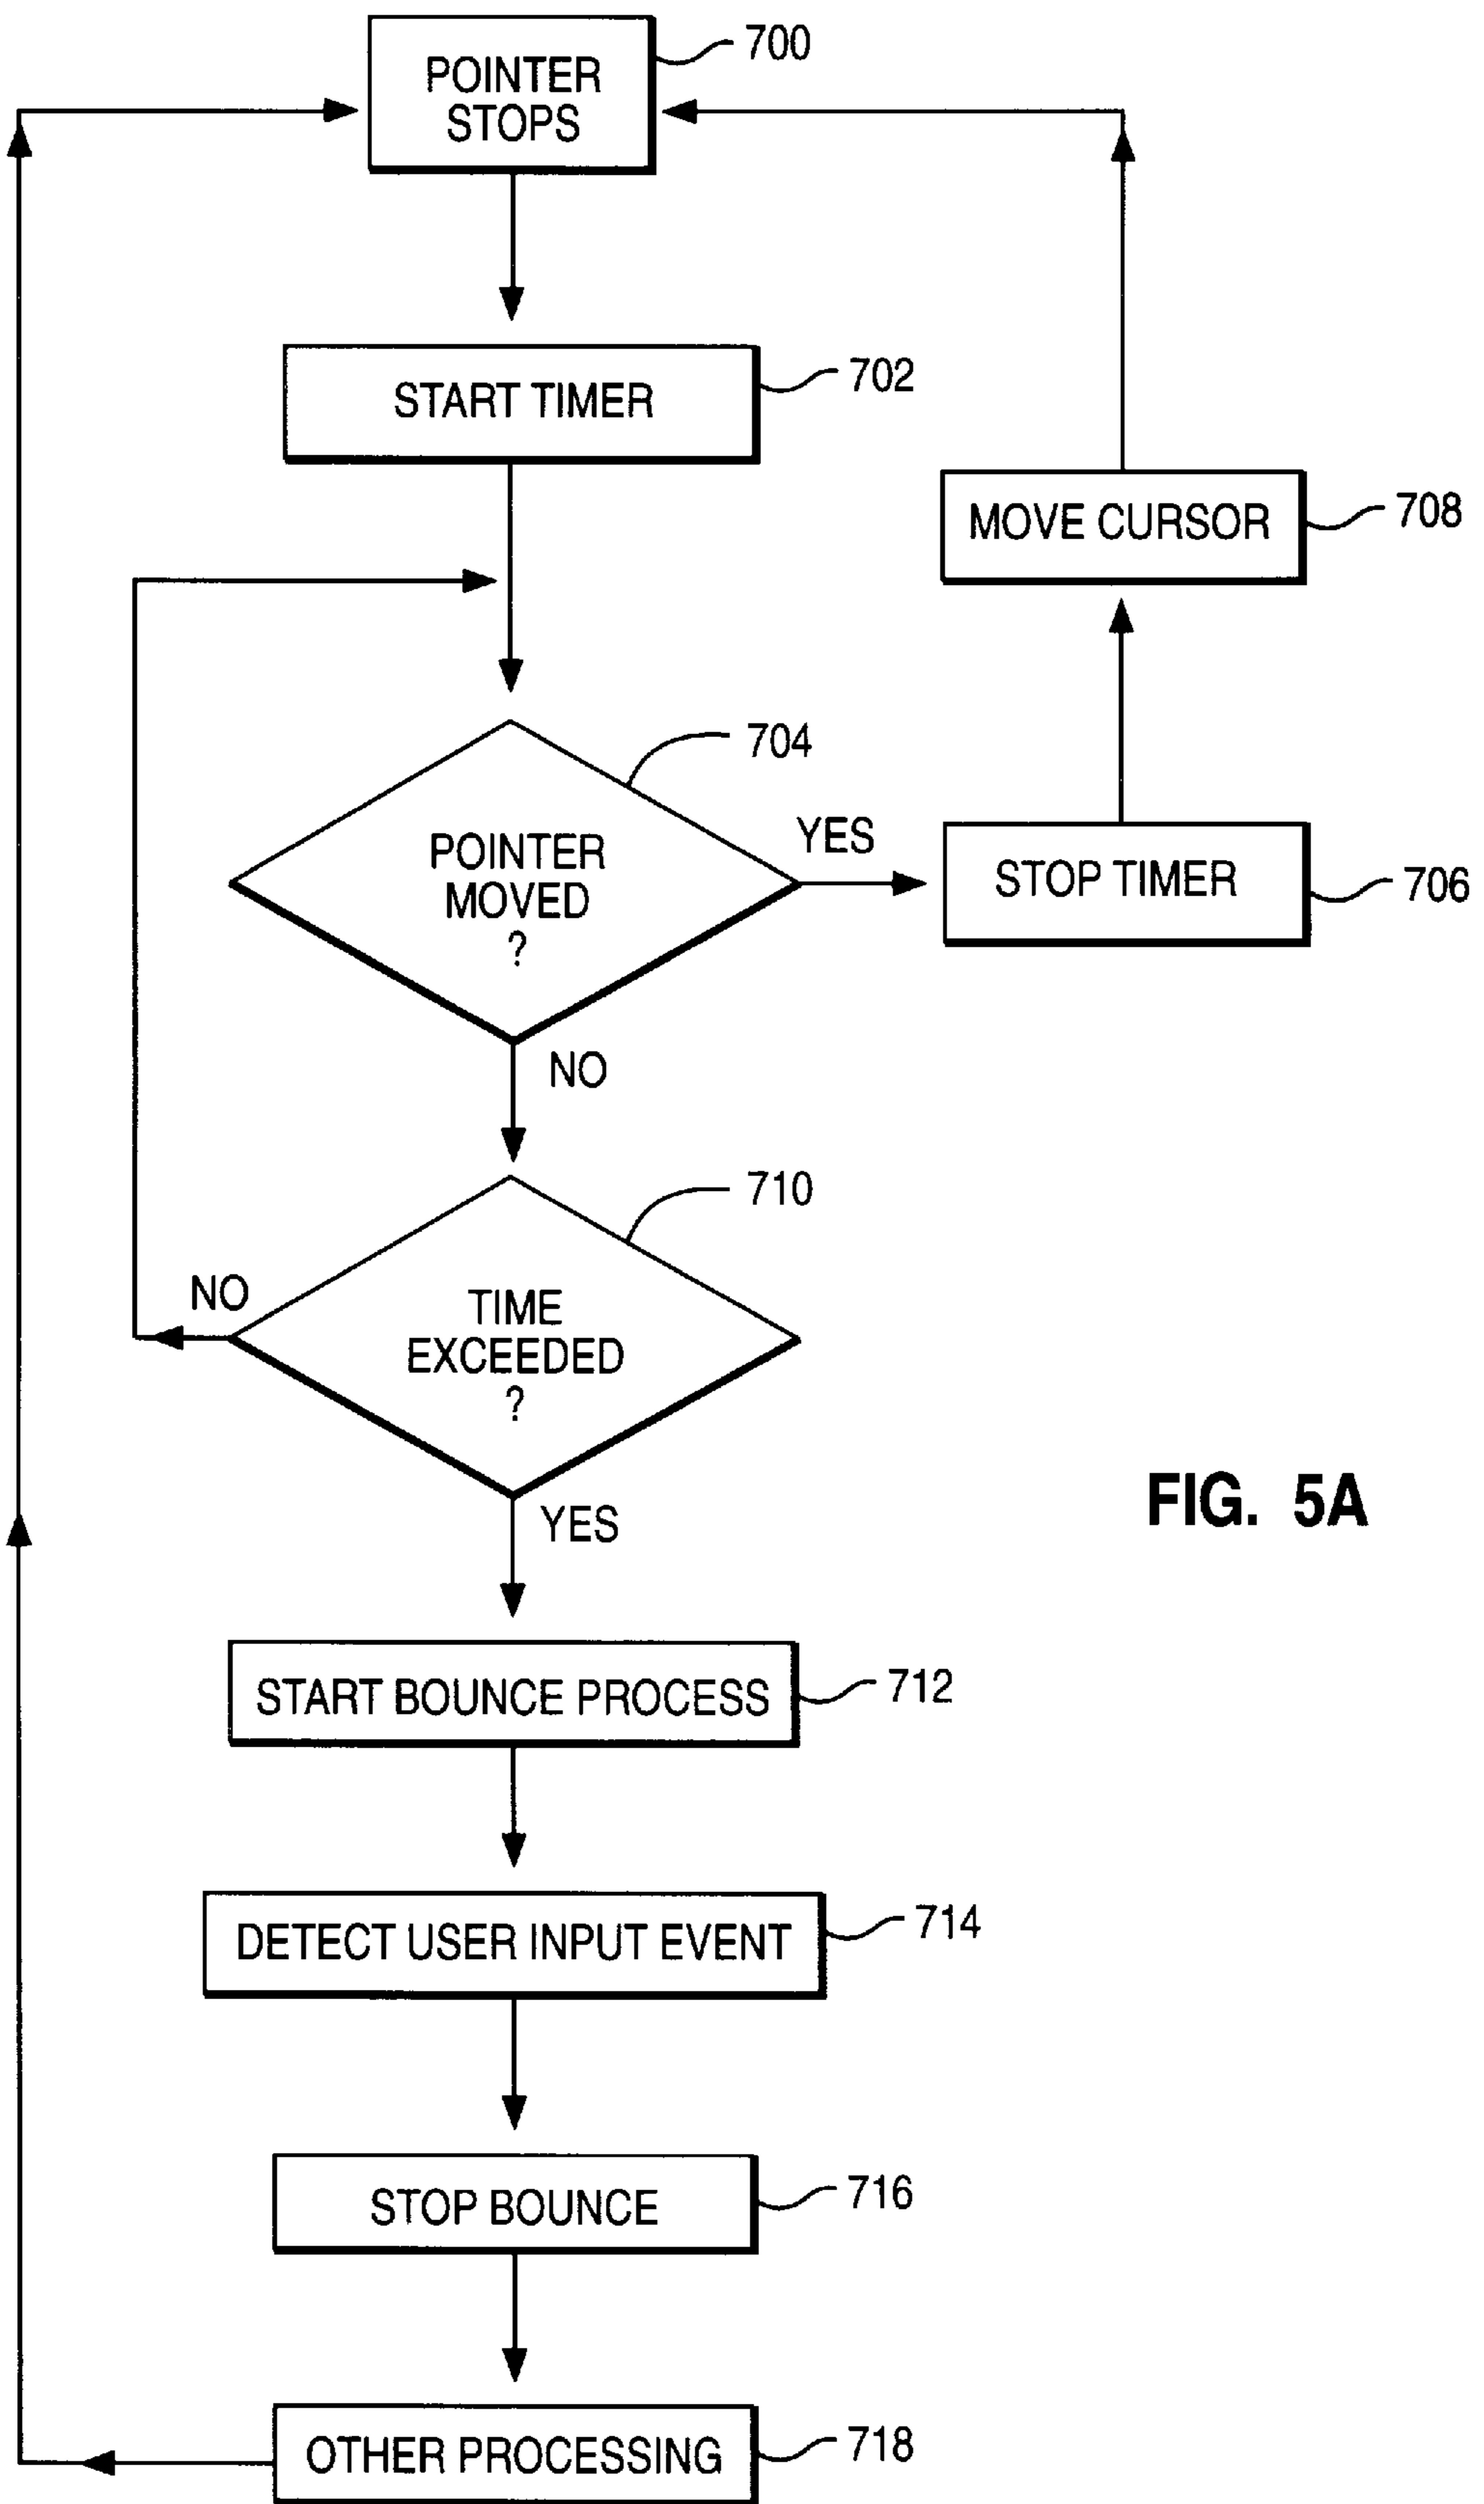 POINTER
STOPS
700
START TIMER
702
MOVE CURSOR
708
704
POINTER
MOVED
?
YES
STOP TIMER
706
NO
710
TIME
EXCEEDED
?
NO
YES
FIG. 5A
START BOUNCE PROCESS
712
DETECT USER INPUT EVENT
714
STOP BOUNCE
716
OTHER PROCESSING
718